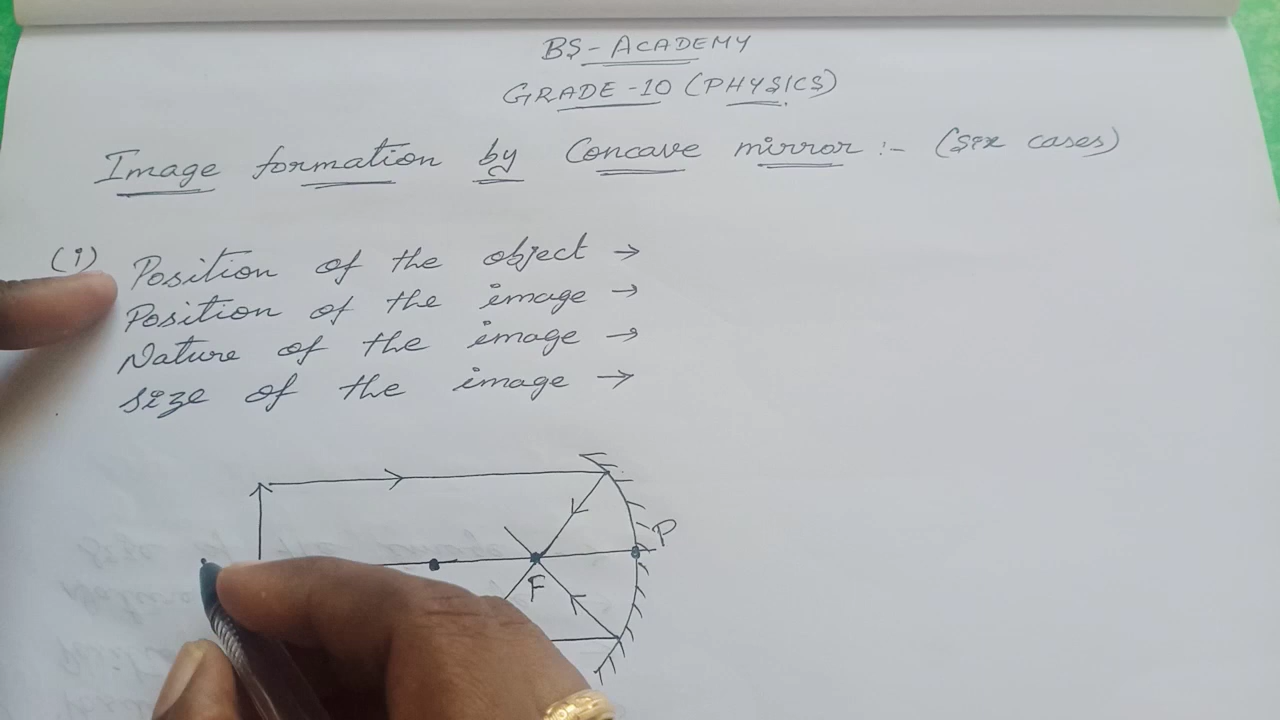 BS-ACADEMY
GRADE-10 (PHYSICS)
Image formation by Concave mirror:- (Six cases)
(i) Position of the object →
Position of the image →
Nature of the image →
Size of the image →
P
F